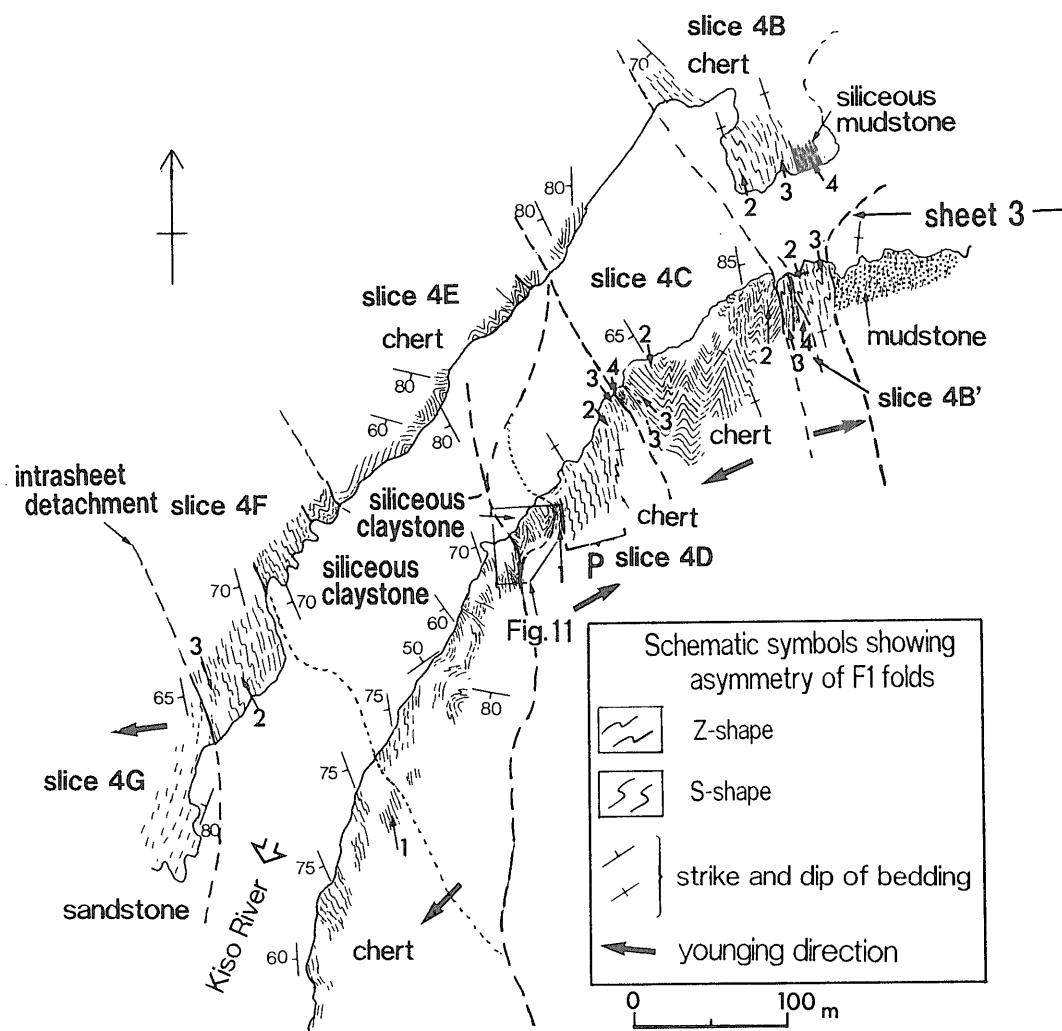 slice 4B
chert
70
siliceous
mudstone
2
3
4
80
80
sheet 3
slice 4E
chert
slice 4C
85
2
3
mudstone
65
2
2
3
4
slice 4B'
80
60
80
4
3
2
3
3
chert
intrasheet
detachment
slice 4F
siliceous
claystone
chert
P
slice 4D
70
siliceous
claystone
70
70
60
Fig.11
50
3
65
2
75
80
slice 4G
75
80
1
75
sandstone
Kiso River
chert
60
Schematic symbols showing
asymmetry of F1 folds
Z-shape
S-shape
strike and dip of bedding
younging direction
0
100 m